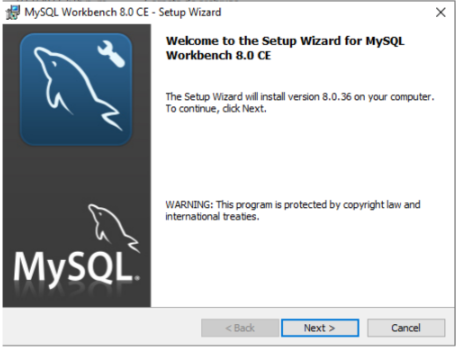 MySQL Workbench 8.0 CE - Setup Wizard
Welcome to the Setup Wizard for MySQL
Workbench 8.0 CE
The Setup Wizard will install version 8.0.36 on your computer.
To continue, click Next.
WARNING: This program is protected by copyright law and
international treaties.
MySQL.
< Back
Next >
Cancel